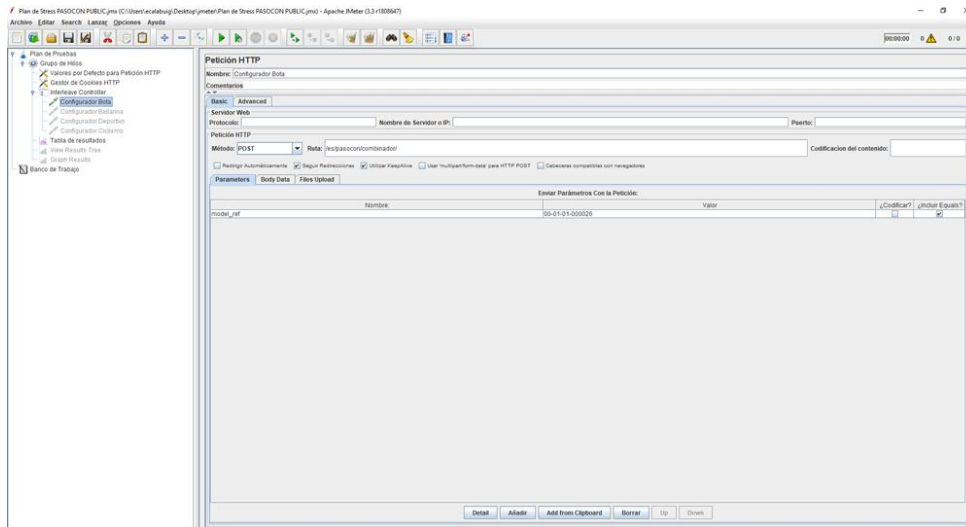 Plan de Stress PASOCON PUBLIC.jmx (C:\Users\ecalabuig\Desktop\jmeter\Plan de Stress PASOCON PUBLIC.jmx) - Apache JMeter (3.3 r1808647)
Archivo Editar Search Lanzar Opciones Ayuda
00:00:00 0 0 / 0
Plan de Pruebas
Grupo de Hilos
Valores por Defecto para Petición HTTP
Gestor de Cookies HTTP
Interleave Controller
Configurador Bota
Configurador Bailarina
Configurador Deportivo
Configurador Ciclismo
Tabla de resultados
View Results Tree
Graph Results
Banco de Trabajo
Petición HTTP
Nombre: Configurador Bota
Comentarios
Basic Advanced
Servidor Web
Protocolo: Nombre de Servidor o IP: Puerto:
Petición HTTP
Método: POST Ruta: /es/pasocon/combinador/ Codificacion del contenido:
Redirigir Automáticamente Seguir Redirecciones Utilizar KeepAlive Usar 'multipart/form-data' para HTTP POST Cabeceras compatibles con navegadores
Parameters Body Data Files Upload
Enviar Parámetros Con la Petición:
Nombre: Valor ¿Codificar? ¿Incluir Equals?
model_ref 00-01-01-000026
Detail Añadir Add from Clipboard Borrar Up Down